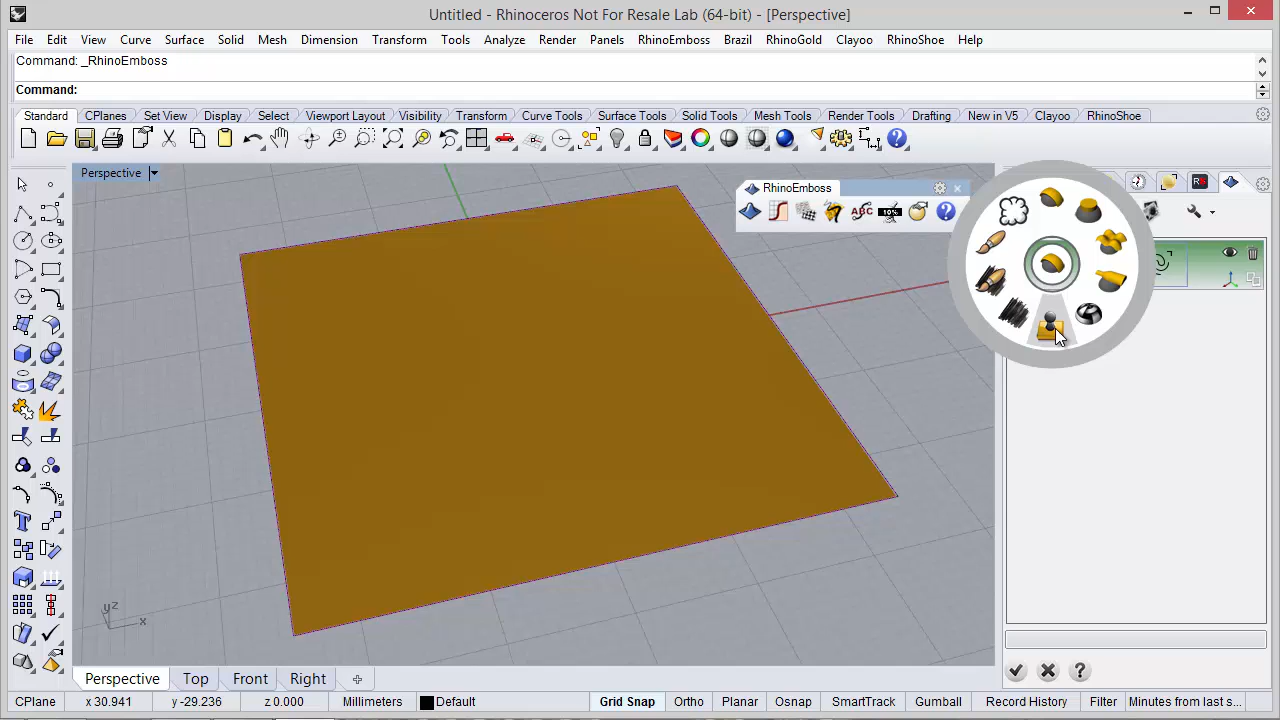 Untitled - Rhinoceros Not For Resale Lab (64-bit) - [Perspective]
File Edit View Curve Surface Solid Mesh Dimension Transform Tools Analyze Render Panels RhinoEmboss Brazil RhinoGold Clayoo RhinoShoe Help
Command: _RhinoEmboss
Command:
Standard CPlanes Set View Display Select Viewport Layout Visibility Transform Curve Tools Surface Tools Solid Tools Mesh Tools Render Tools Drafting New in V5 Clayoo RhinoShoe
Perspective
RhinoEmboss
ABC 10%
y z x
Perspective Top Front Right
CPlane x 30.941 y -29.236 z 0.000 Millimeters Default Grid Snap Ortho Planar Osnap SmartTrack Gumball Record History Filter Minutes from last s...